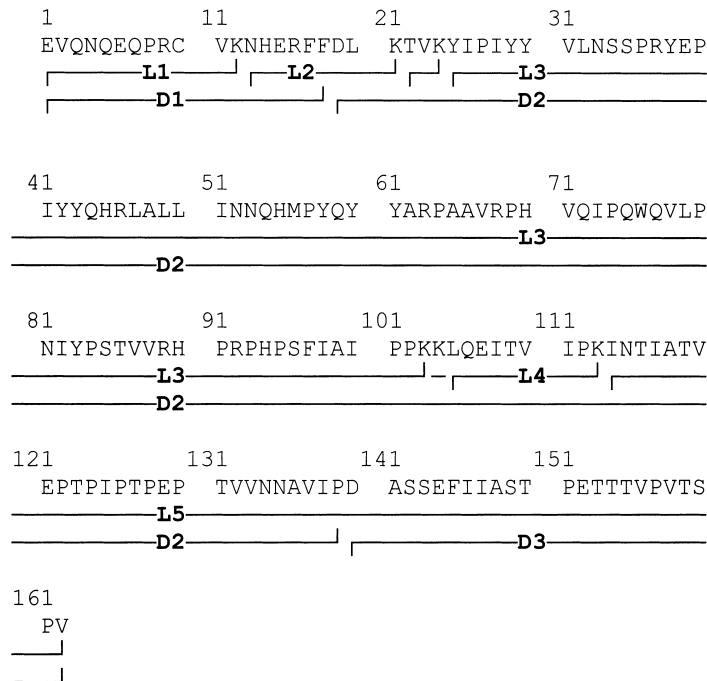 1 11 21 31
EVQNQEQPRC VKNHERFFDL KTVKYIPIYY VLNSSPRYEP
L1 L2 L3
D1 D2
41 51 61 71
IYYQHRLALL INNQHMPYQY YARPAAVRPH VQIPQWQVLP
L3
D2
81 91 101 111
NIYPSTVVRH PRPHPSFIAI PPKKLQEITV IPKINTIATV
L3 L4
D2
121 131 141 151
EPTPIPTPEP TVVNNAVIPD ASSEFIIAST PETTTVPVTS
L5
D2 D3
161
PV